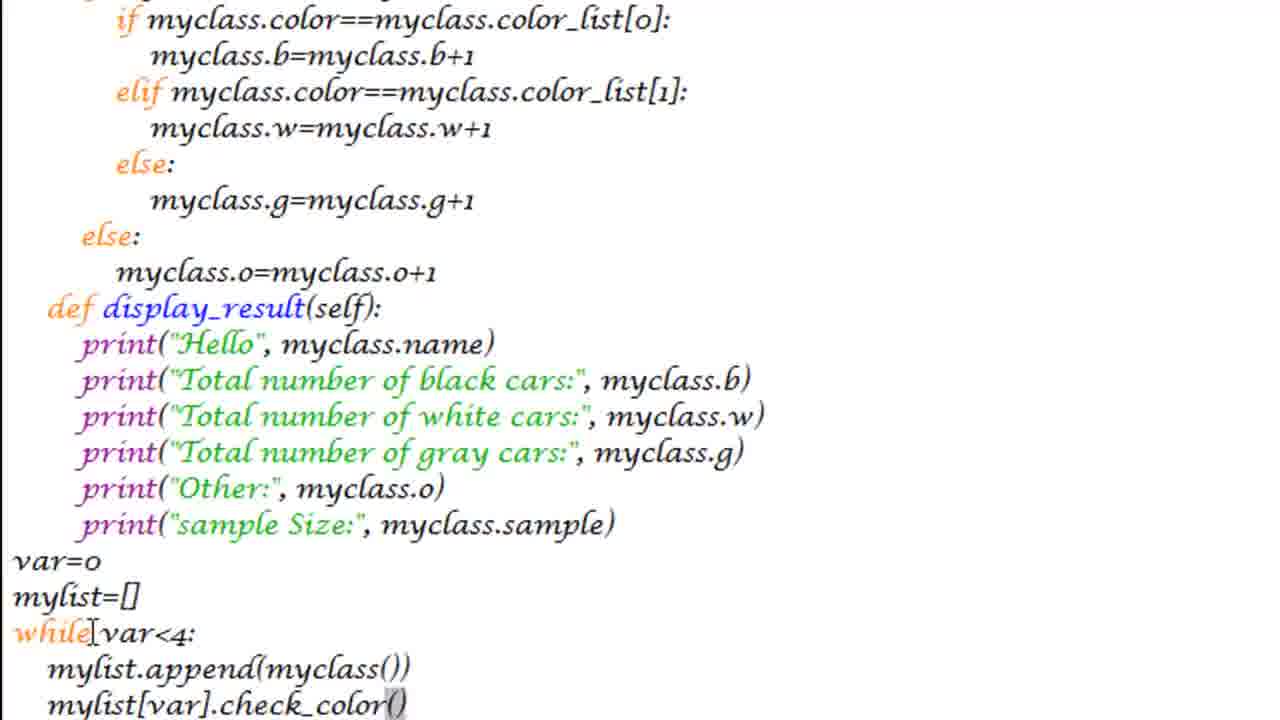 if myclass.color==myclass.color_list[0]:
myclass.b=myclass.b+1
elif myclass.color==myclass.color_list[1]:
myclass.w=myclass.w+1
else:
myclass.g=myclass.g+1
else:
myclass.o=myclass.o+1
def display_result(self):
print("Hello", myclass.name)
print("Total number of black cars:", myclass.b)
print("Total number of white cars:", myclass.w)
print("Total number of gray cars:", myclass.g)
print("Other:", myclass.o)
print("sample Size:", myclass.sample)
var=0
mylist=[]
while var<4:
mylist.append(myclass())
mylist[var].check_color()